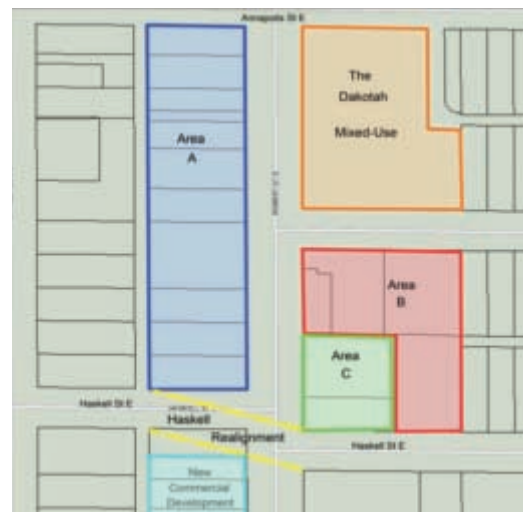 Annapolis St E
The
Dakotah
Mixed-Use
Area
A
Area
B
Area
C
Haskell St E
Haskell
Realignment
Haskell St E
New
Commercial
Development